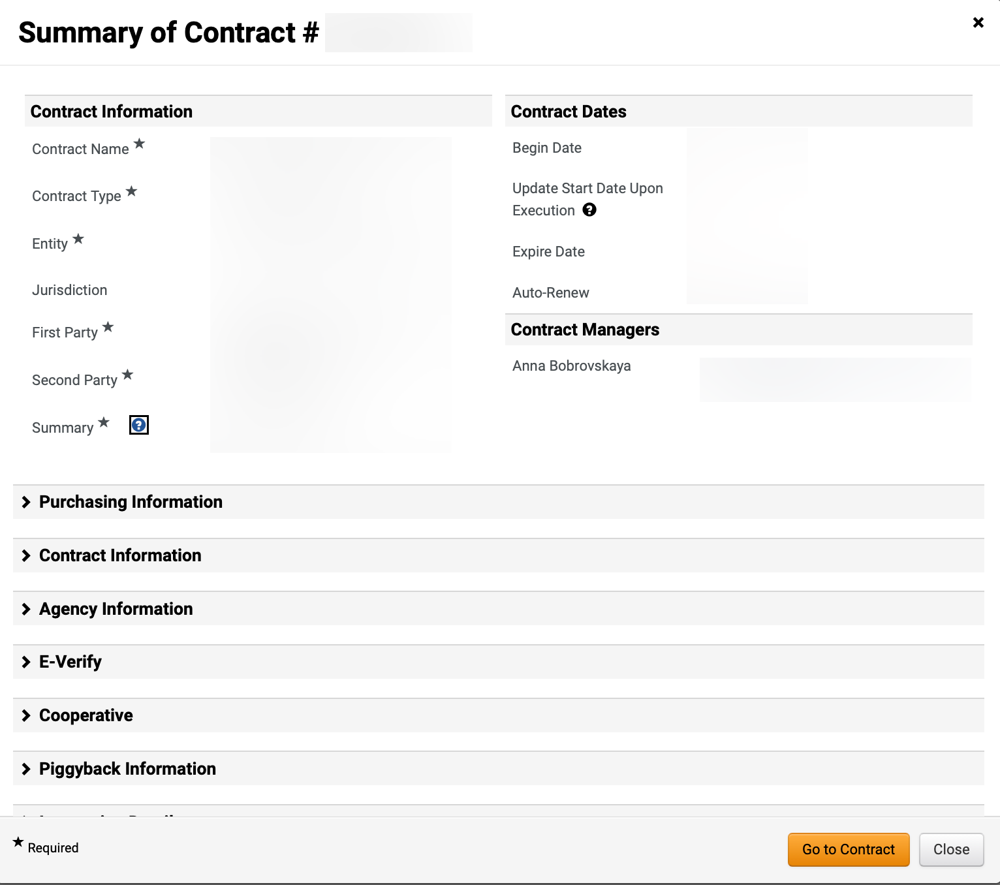 Summary of Contract #
Contract Information
Contract Name ★
Contract Type ★
Entity ★
Jurisdiction
First Party ★
Second Party ★
Summary ★ ?
Contract Dates
Begin Date
Update Start Date Upon
Execution ?
Expire Date
Auto-Renew
Contract Managers
Anna Bobrovskaya
Purchasing Information
Contract Information
Agency Information
E-Verify
Cooperative
Piggyback Information
★ Required
Go to Contract
Close